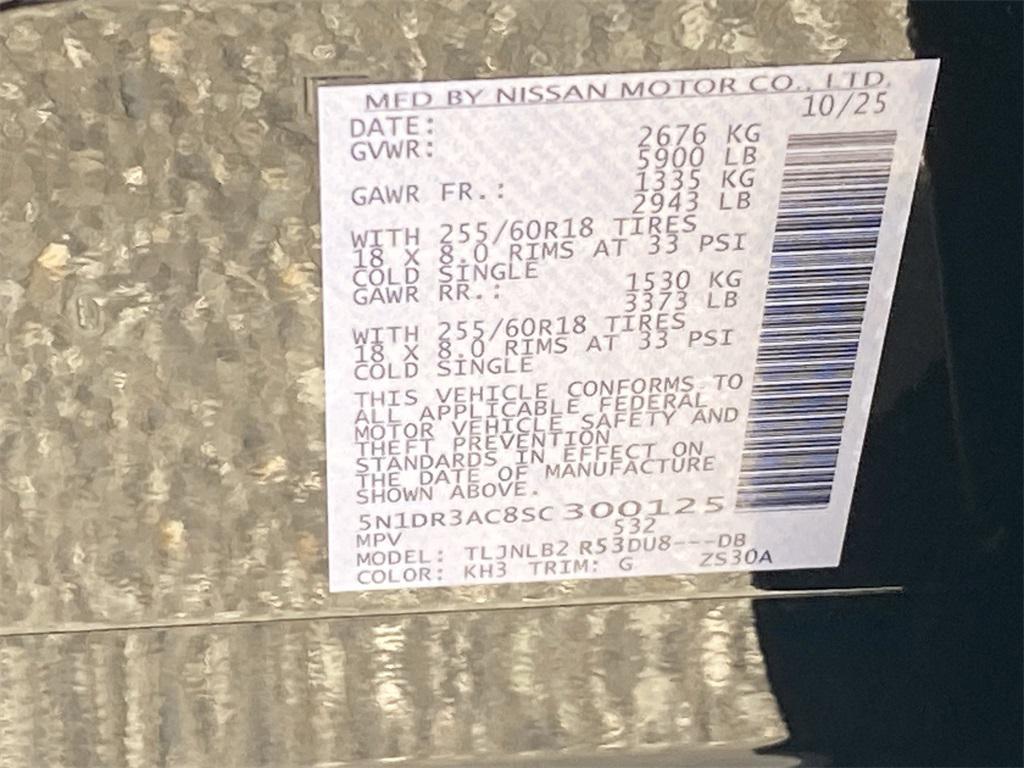 MFD BY NISSAN MOTOR CO., LTD.
DATE: 10/25
GVWR: 2676 KG
5900 LB
GAWR FR.: 1335 KG
2943 LB
WITH 255/60R18 TIRES
18 X 8.0 RIMS AT 33 PSI
COLD SINGLE
GAWR RR.: 1530 KG
3373 LB
WITH 255/60R18 TIRES
18 X 8.0 RIMS AT 33 PSI
COLD SINGLE
THIS VEHICLE CONFORMS TO
ALL APPLICABLE FEDERAL
MOTOR VEHICLE SAFETY AND
THEFT PREVENTION
STANDARDS IN EFFECT ON
THE DATE OF MANUFACTURE
SHOWN ABOVE.
5N1DR3AC8SC300125
MPV 532
MODEL: TLJNLB2 R53DU8---DB
COLOR: KH3 TRIM: G ZS30A